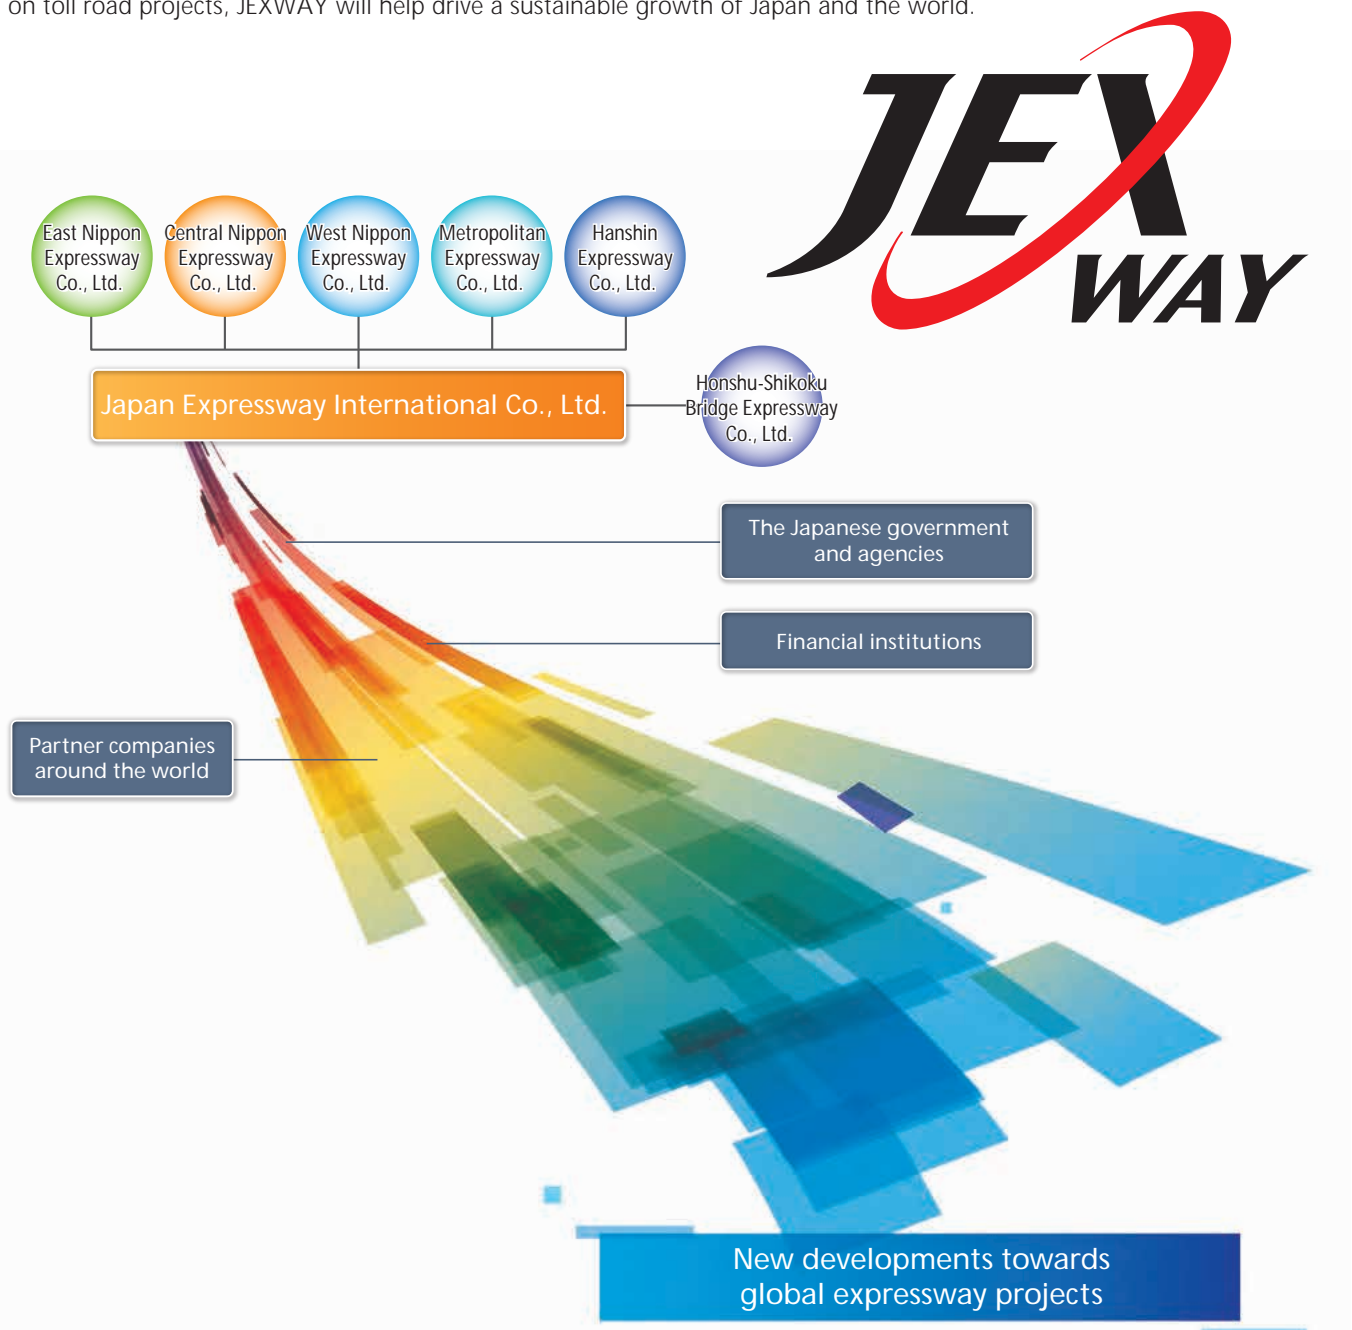 on toll road projects, JEXWAY will help drive a sustainable growth of Japan and the world.
JEX
WAY
East Nippon
Expressway
Co., Ltd.
Central Nippon
Expressway
Co., Ltd.
West Nippon
Expressway
Co., Ltd.
Metropolitan
Expressway
Co., Ltd.
Hanshin
Expressway
Co., Ltd.
Japan Expressway International Co., Ltd.
Honshu-Shikoku
Bridge Expressway
Co., Ltd.
The Japanese government
and agencies
Financial institutions
Partner companies
around the world
New developments towards
global expressway projects